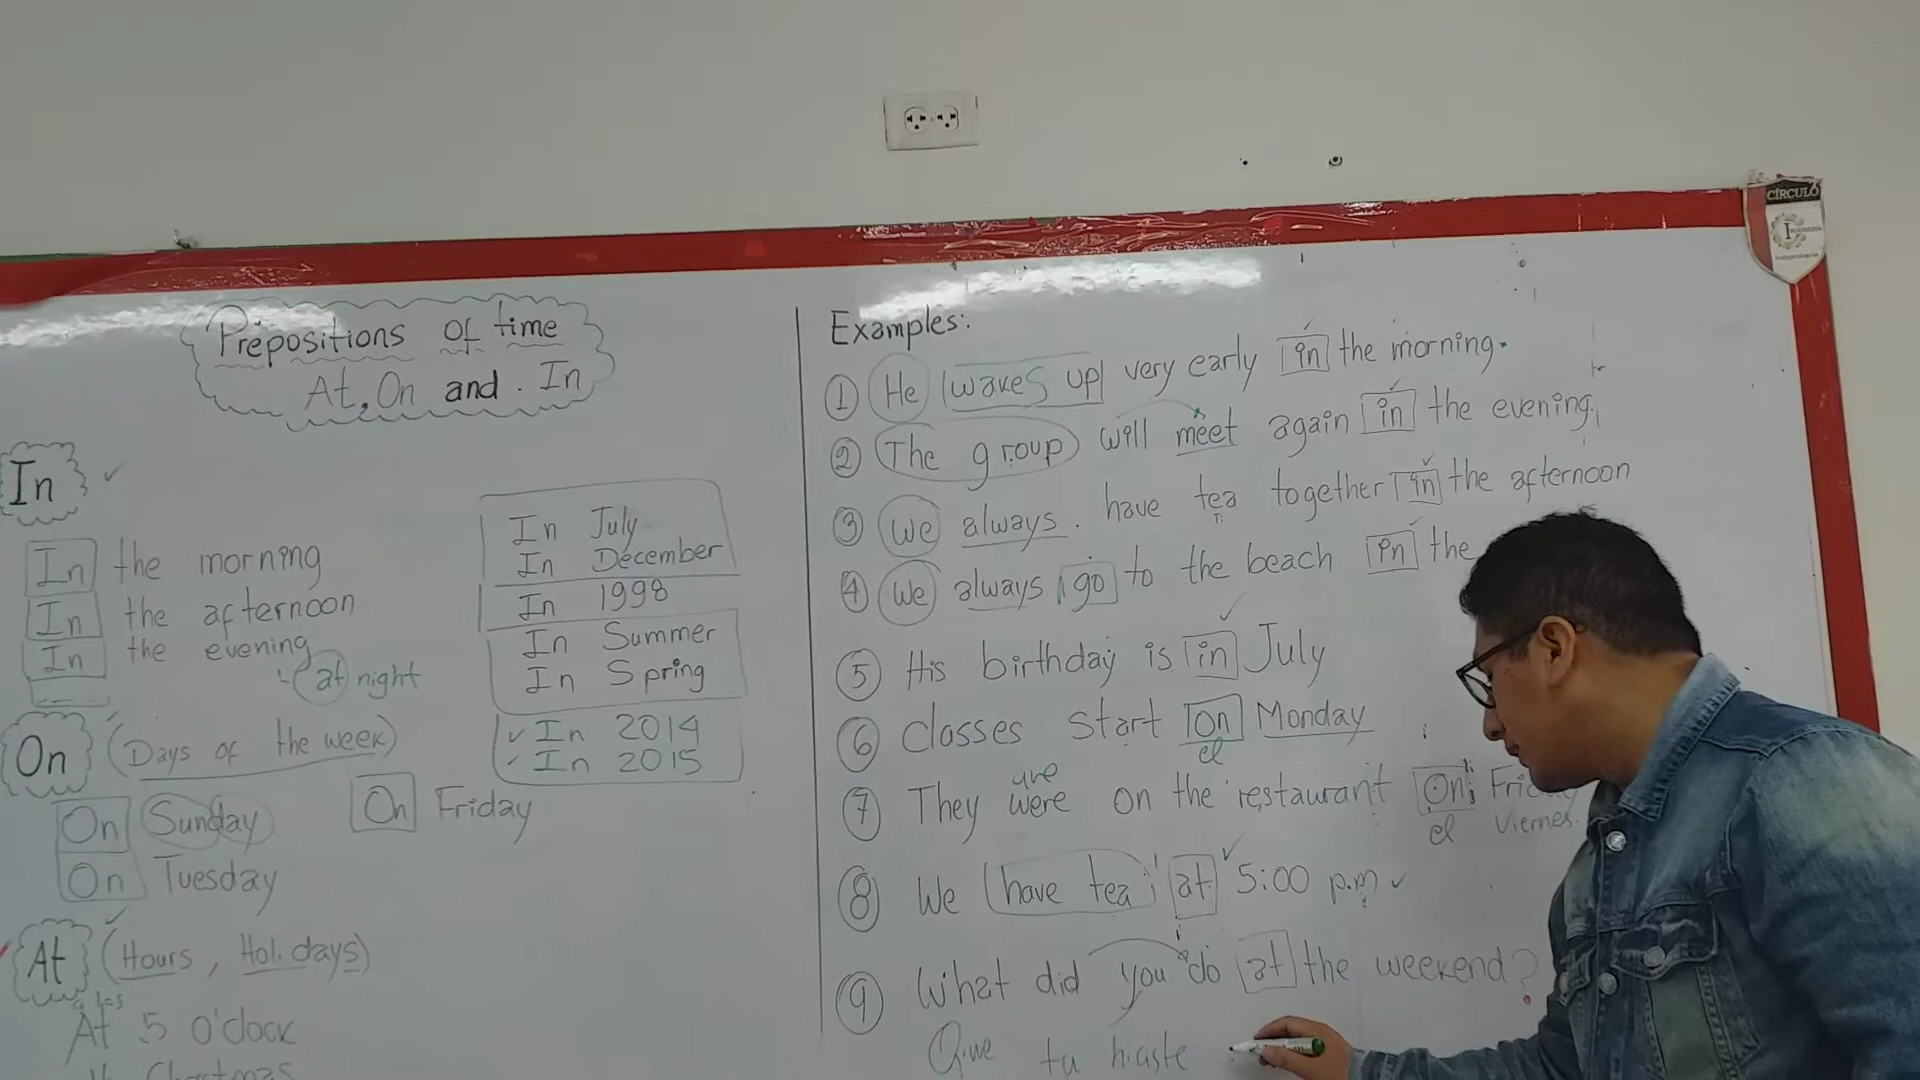 CÍRCULO
INGENIERÍA
Prepositions of time
At, On and . In
In
In the morning
In the afternoon
In the evening
at night
In July
In December
In 1998
In Summer
In Spring
In 2014
In 2015
On (Days of the week)
On Sunday
On Friday
On Tuesday
At (Hours, Holidays)
a las
At 5 o'clock
Christmas
Examples:
1 He wakes up very early in the morning.
2 The group will meet again in the evening.
3 We always . have tea together in the afternoon
4 We always go to the beach in the
5 His birthday is in July
6 Classes start on Monday
el
are
7 They were on the restaurant On
el Viernes.
8 We have tea at 5:00 p.m
9 What did you do at the weekend?
Que tu hiciste